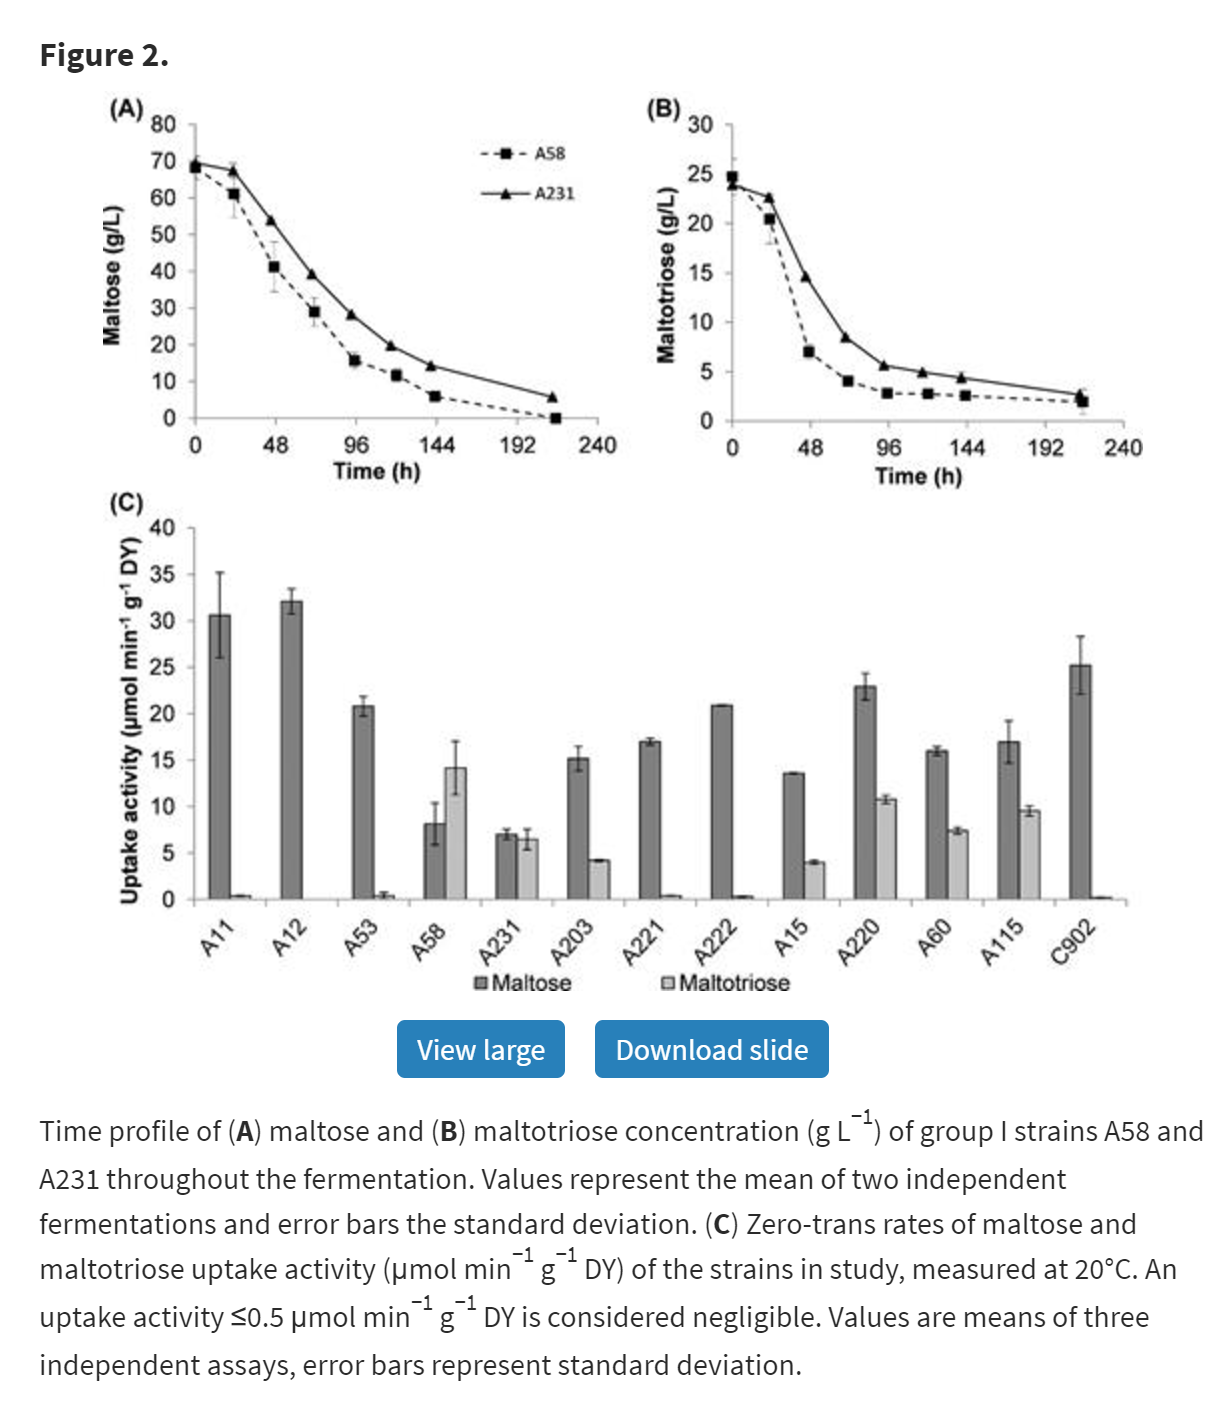 Figure 2.
(A)
80
70
60
50
40
30
20
10
0
Maltose (g/L)
A58
A231
0 48 96 144 192 240
Time (h)
(B)
30
25
20
15
10
5
0
Maltotriose (g/L)
0 48 96 144 192 240
Time (h)
(C)
40
35
30
25
20
15
10
5
0
Uptake activity (µmol min⁻¹ g⁻¹ DY)
A11 A12 A53 A58 A231 A203 A221 A222 A15 A220 A60 A115 C902
Maltose Maltotriose
View large Download slide
Time profile of (A) maltose and (B) maltotriose concentration (g L⁻¹) of group I strains A58 and
A231 throughout the fermentation. Values represent the mean of two independent
fermentations and error bars the standard deviation. (C) Zero-trans rates of maltose and
maltotriose uptake activity (μmol min⁻¹ g⁻¹ DY) of the strains in study, measured at 20°C. An
uptake activity ≤0.5 μmol min⁻¹ g⁻¹ DY is considered negligible. Values are means of three
independent assays, error bars represent standard deviation.